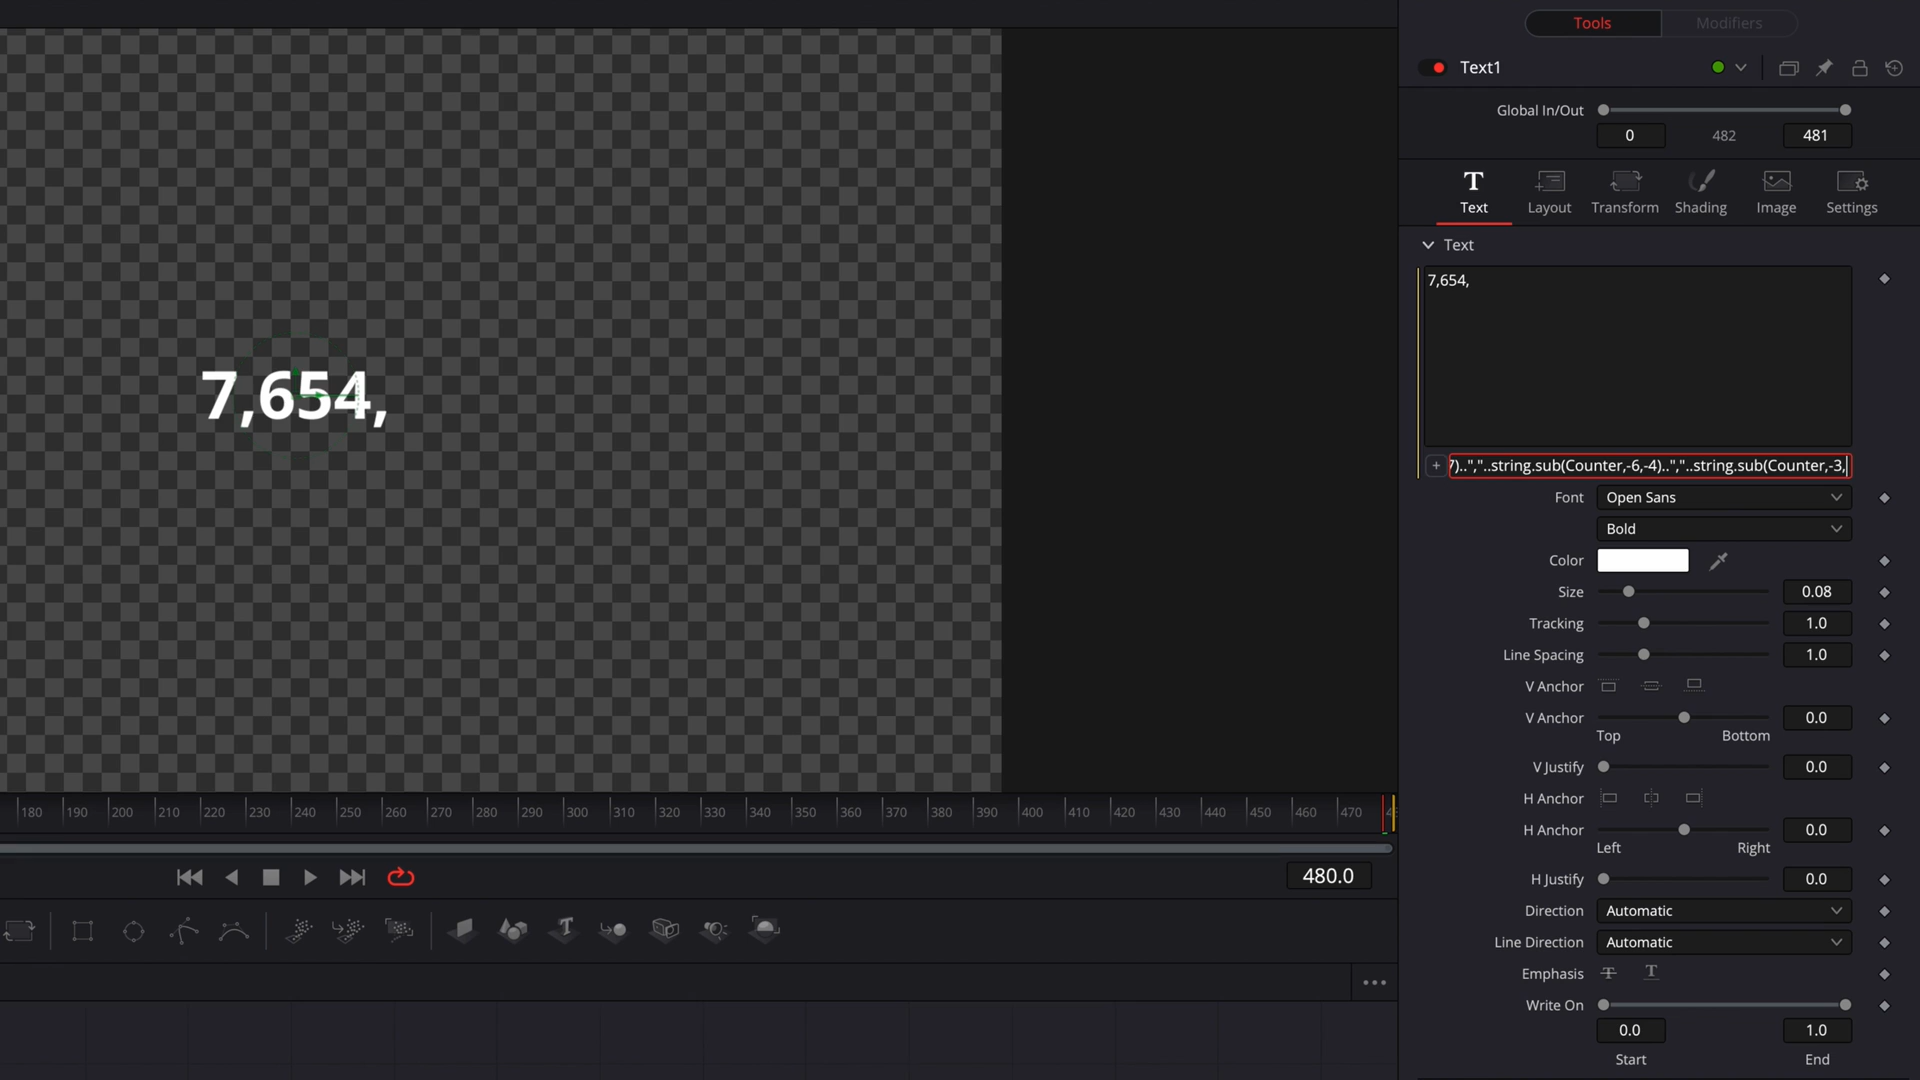 Tools
Modifiers
Text1
Global In/Out
0
482
481
T
Text
Layout
Transform
Shading
Image
Settings
Text
7,654,
7,654,
+
7)..","..string.sub(Counter,-6,-4)..","..string.sub(Counter,-3,
Font
Open Sans
Bold
Color
Size
0.08
Tracking
1.0
Line Spacing
1.0
V Anchor
V Anchor
0.0
Top
Bottom
V Justify
0.0
H Anchor
H Anchor
0.0
Left
Right
H Justify
0.0
Direction
Automatic
Line Direction
Automatic
Emphasis
T
T
Write On
0.0
1.0
Start
End
180 190 200 210 220 230 240 250 260 270 280 290 300 310 320 330 340 350 360 370 380 390 400 410 420 430 440 450 460 470
480.0
T